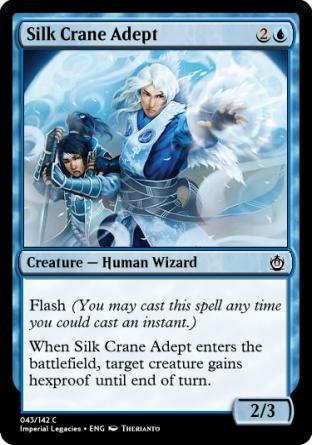 Silk Crane Adept 2
Creature — Human Wizard
Flash (You may cast this spell any time
you could cast an instant.)
When Silk Crane Adept enters the
battlefield, target creature gains
hexproof until end of turn.
2/3
043/142 C
Imperial Legacies • ENG Therianto